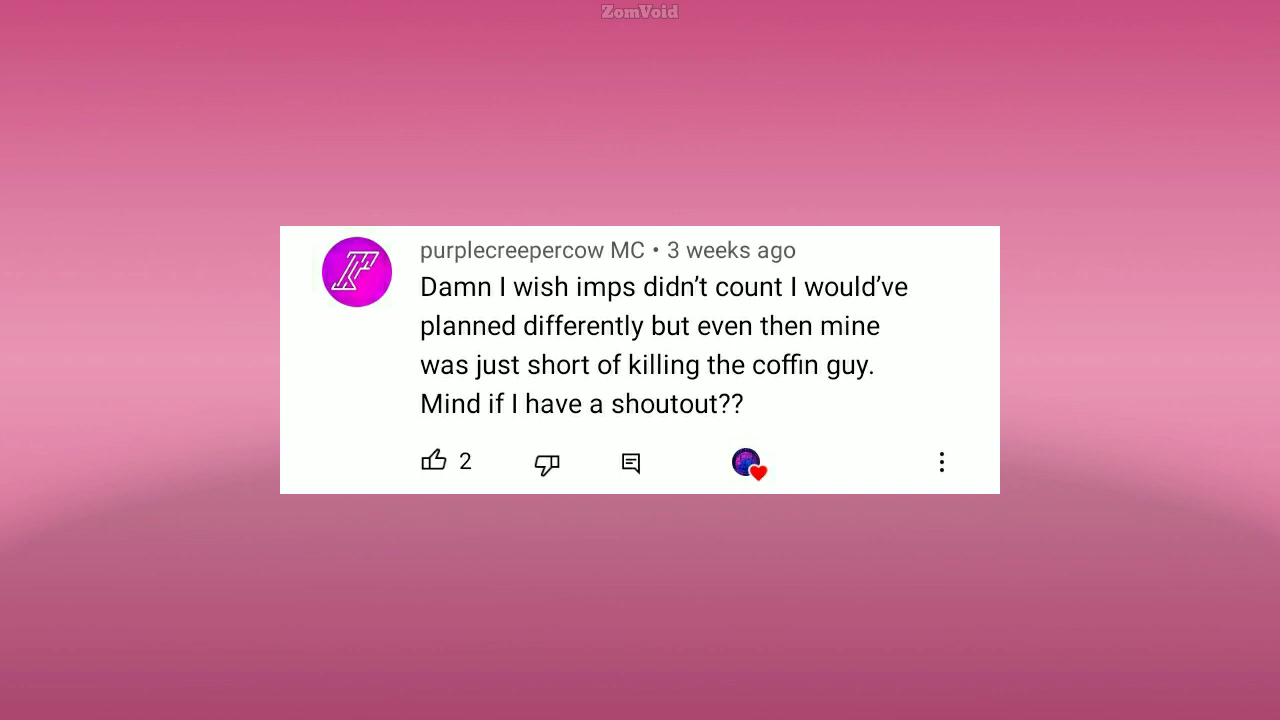 ZomVoid
purplecreepercow MC • 3 weeks ago
Damn I wish imps didn’t count I would’ve
planned differently but even then mine
was just short of killing the coffin guy.
Mind if I have a shoutout??
2